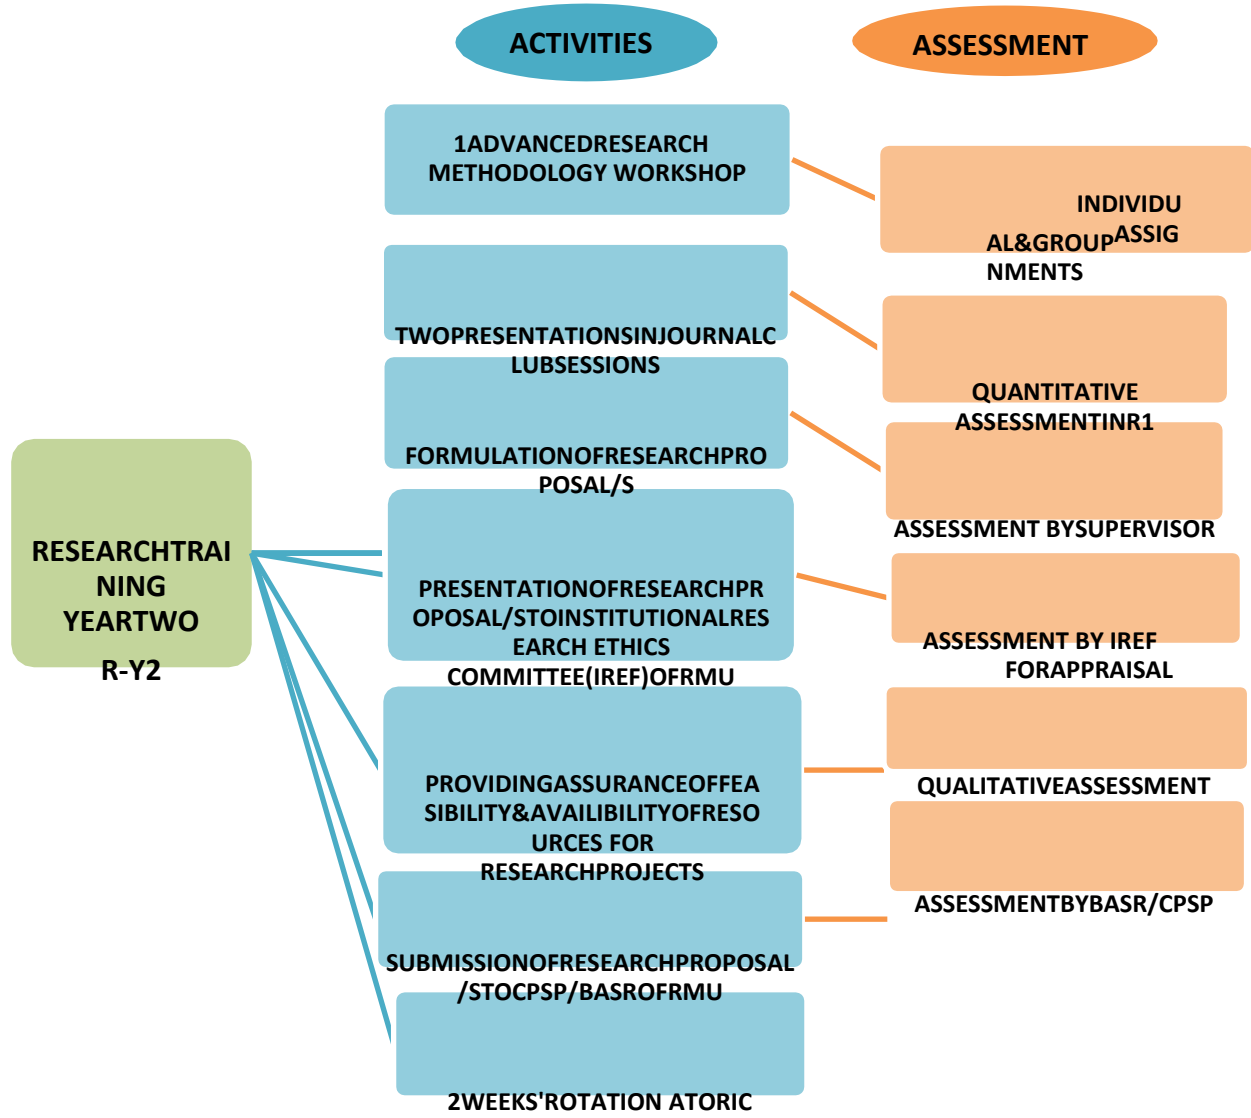 ACTIVITIES
ASSESSMENT
1ADVANCEDRESEARCH
METHODOLOGY WORKSHOP
INDIVIDU
AL&GROUP ASSIG
NMENTS
TWOPRESENTATIONSINJOURNALC
LUBSESSIONS
QUANTITATIVE
ASSESSMENTINR1
FORMULATIONOFRESEARCHPRO
POSAL/S
ASSESSMENT BYSUPERVISOR
RESEARCHTRAI
NING
YEARTWO
R-Y2
PRESENTATIONOFRESEARCHPR
OPOSAL/STOINSTITUTIONALRES
EARCH ETHICS
COMMITTEE(IREF)OFRMU
ASSESSMENT BY IREF
FORAPPRAISAL
PROVIDINGASSURANCEOFFEA
SIBILITY&AVAILIBILITYOFRESO
URCES FOR
RESEARCHPROJECTS
QUALITATIVEASSESSMENT
SUBMISSIONOFRESEARCHPROPOSAL
/STOCPSP/BASROFRMU
ASSESSMENTBYBASR/CPSP
2WEEKS'ROTATION ATORIC